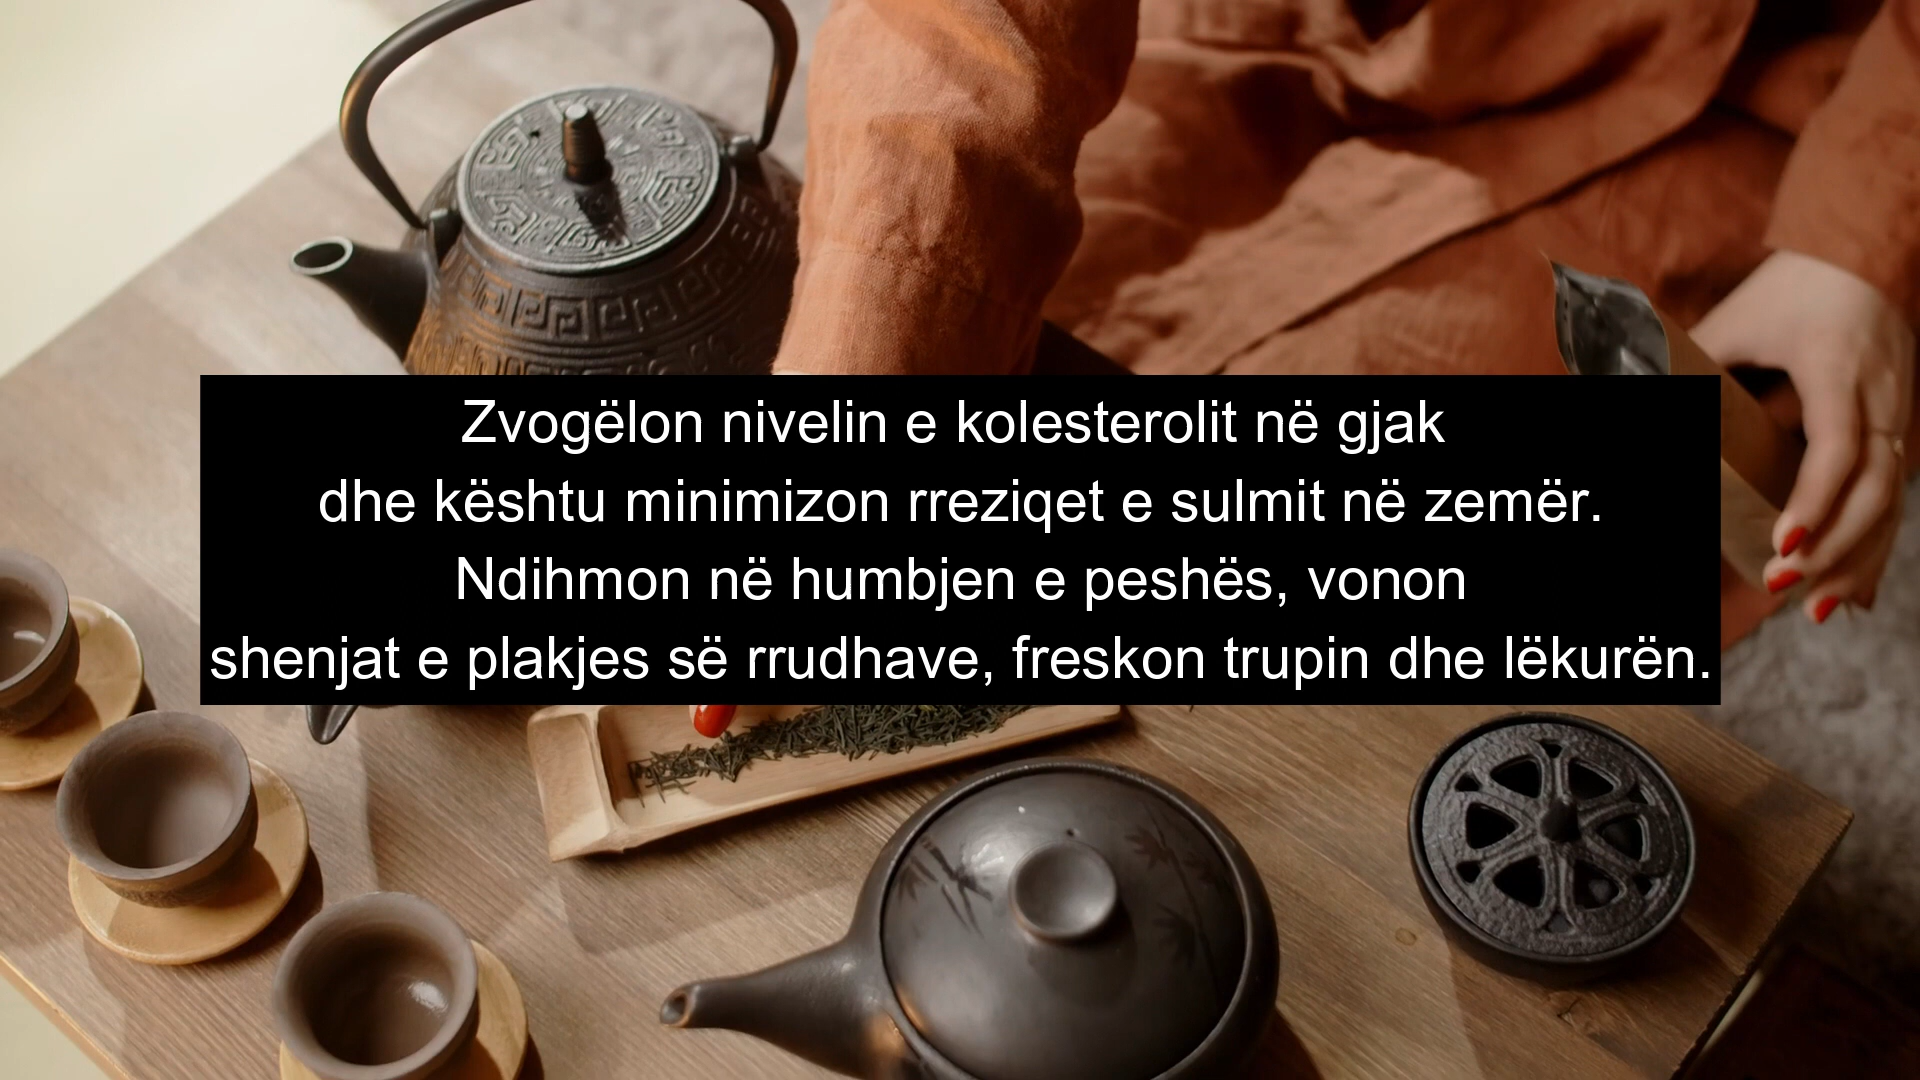 Zvogëlon nivelin e kolesterolit në gjak
dhe kështu minimizon rreziqet e sulmit në zemër.
Ndihmon në humbjen e peshës, vonon
shenjat e plakjes së rrudhave, freskon trupin dhe lëkurën.